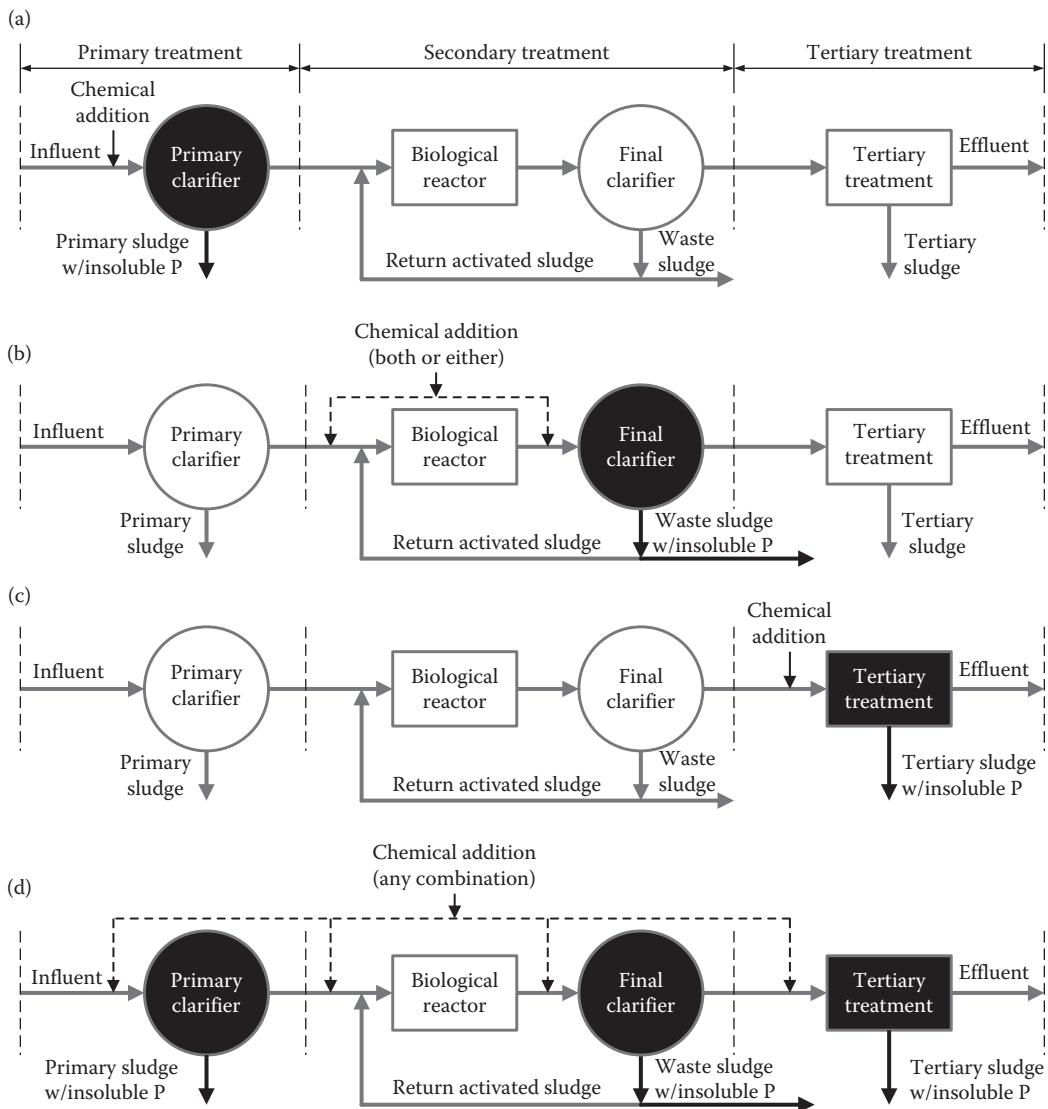 (a)
Primary treatment
Secondary treatment
Tertiary treatment
Chemical
addition
Influent
Primary
clarifier
Biological
reactor
Final
clarifier
Tertiary
treatment
Effluent
Primary sludge
w/insoluble P
Return activated sludge
Waste
sludge
Tertiary
sludge
(b)
Chemical addition
(both or either)
Influent
Primary
clarifier
Biological
reactor
Final
clarifier
Tertiary
treatment
Effluent
Primary
sludge
Return activated sludge
Waste sludge
w/insoluble P
Tertiary
sludge
(c)
Chemical
addition
Influent
Primary
clarifier
Biological
reactor
Final
clarifier
Tertiary
treatment
Effluent
Primary
sludge
Return activated sludge
Waste
sludge
Tertiary sludge
w/insoluble P
(d)
Chemical addition
(any combination)
Influent
Primary
clarifier
Biological
reactor
Final
clarifier
Tertiary
treatment
Effluent
Primary sludge
w/insoluble P
Return activated sludge
Waste sludge
w/insoluble P
Tertiary sludge
w/insoluble P